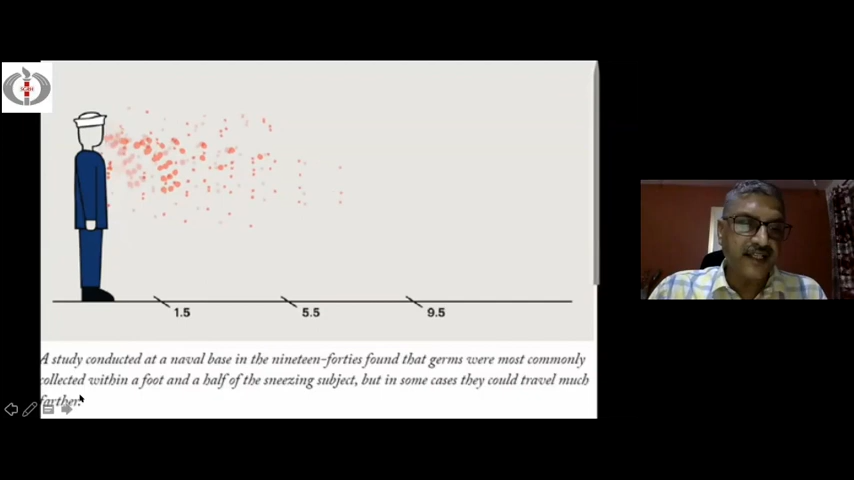 SGRH
1.5
5.5
9.5
A study conducted at a naval base in the nineteen-forties found that germs were most commonly
collected within a foot and a half of the sneezing subject, but in some cases they could travel much
farther.